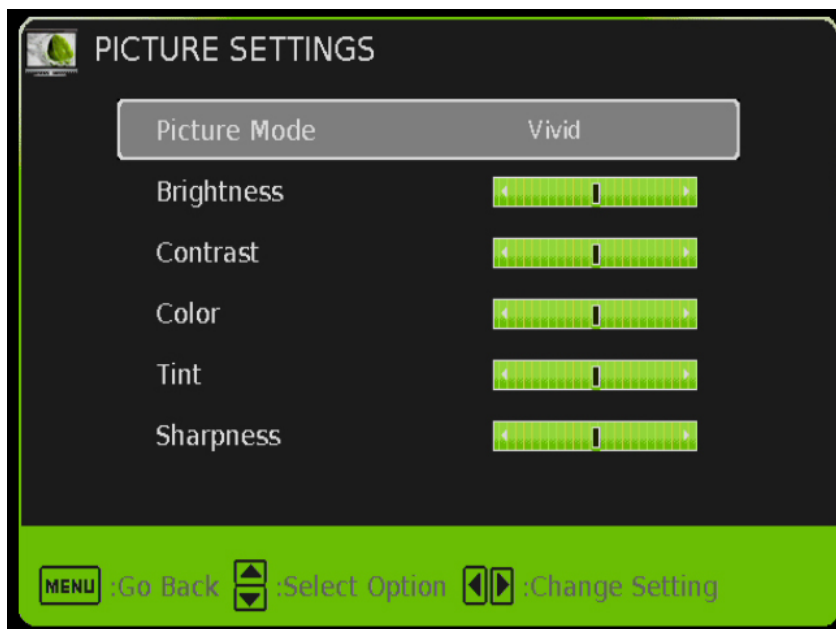 PICTURE SETTINGS
Picture Mode Vivid
Brightness
Contrast
Color
Tint
Sharpness
MENU :Go Back :Select Option :Change Setting